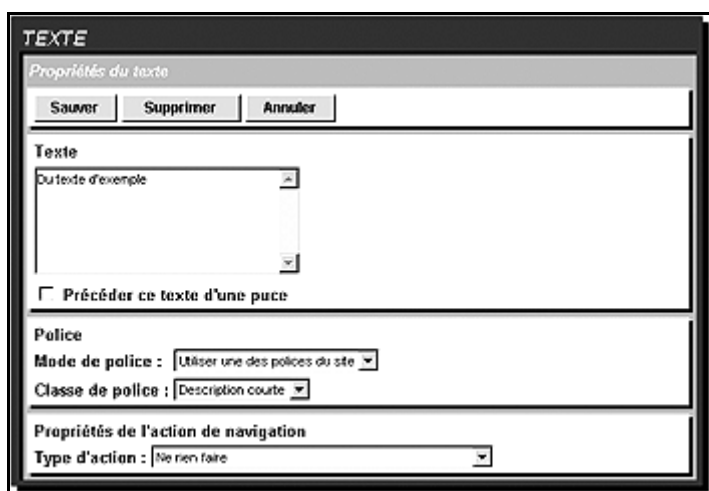 TEXTE
Propriétés du texte
Sauver Supprimer Annuler
Texte
Du texte d'exemple
Précéder ce texte d'une puce
Police
Mode de police : Utiliser une des polices du site
Classe de police : Description courte
Propriétés de l'action de navigation
Type d'action : Ne rien faire